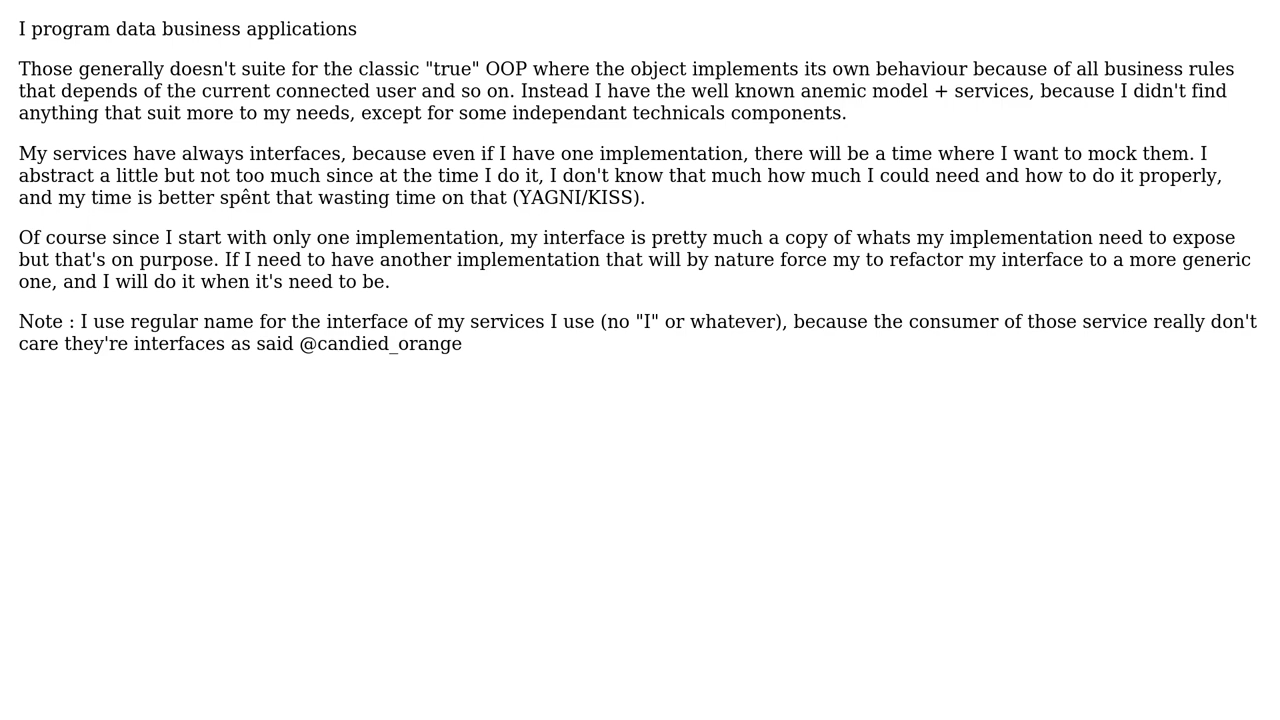 I program data business applications
Those generally doesn't suite for the classic "true" OOP where the object implements its own behaviour because of all business rules
that depends of the current connected user and so on. Instead I have the well known anemic model + services, because I didn't find
anything that suit more to my needs, except for some independant technicals components.
My services have always interfaces, because even if I have one implementation, there will be a time where I want to mock them. I
abstract a little but not too much since at the time I do it, I don't know that much how much I could need and how to do it properly,
and my time is better spênt that wasting time on that (YAGNI/KISS).
Of course since I start with only one implementation, my interface is pretty much a copy of whats my implementation need to expose
but that's on purpose. If I need to have another implementation that will by nature force my to refactor my interface to a more generic
one, and I will do it when it's need to be.
Note : I use regular name for the interface of my services I use (no "I" or whatever), because the consumer of those service really don't
care they're interfaces as said @candied_orange